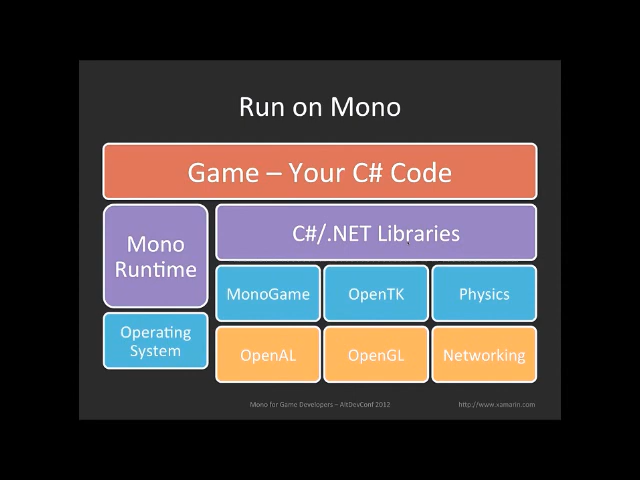 Run on Mono
Game – Your C# Code
Mono
Runtime
C#/.NET Libraries
MonoGame
OpenTK
Physics
Operating
System
OpenAL
OpenGL
Networking
Mono for Game Developers – AltDevConf 2012
http://www.xamarin.com